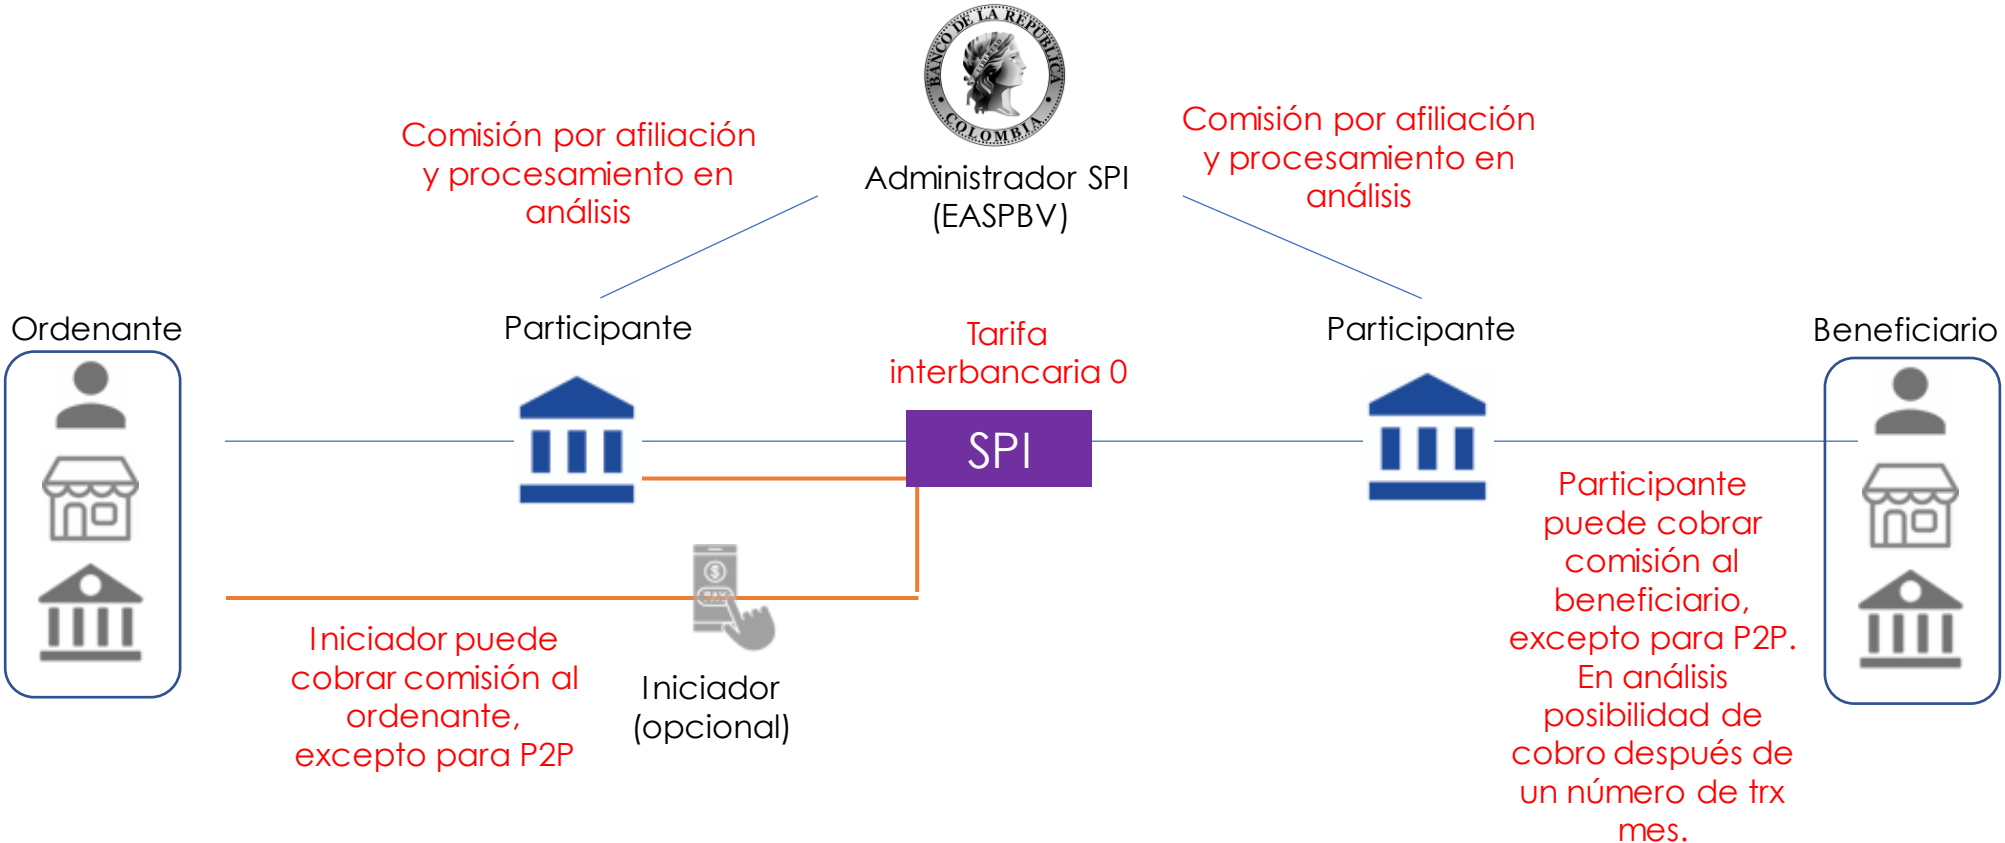 BANCO DE LA REPÚBLICA
COLOMBIA
LIBERTAD
Administrador SPI
(EASPBV)
Comisión por afiliación
y procesamiento en
análisis
Comisión por afiliación
y procesamiento en
análisis
Ordenante
Participante
Tarifa
interbancaria 0
SPI
Participante
Beneficiario
$
PAY
Iniciador puede
cobrar comisión al
ordenante,
excepto para P2P
Iniciador
(opcional)
Participante
puede cobrar
comisión al
beneficiario,
excepto para P2P.
En análisis
posibilidad de
cobro después de
un número de trx
mes.